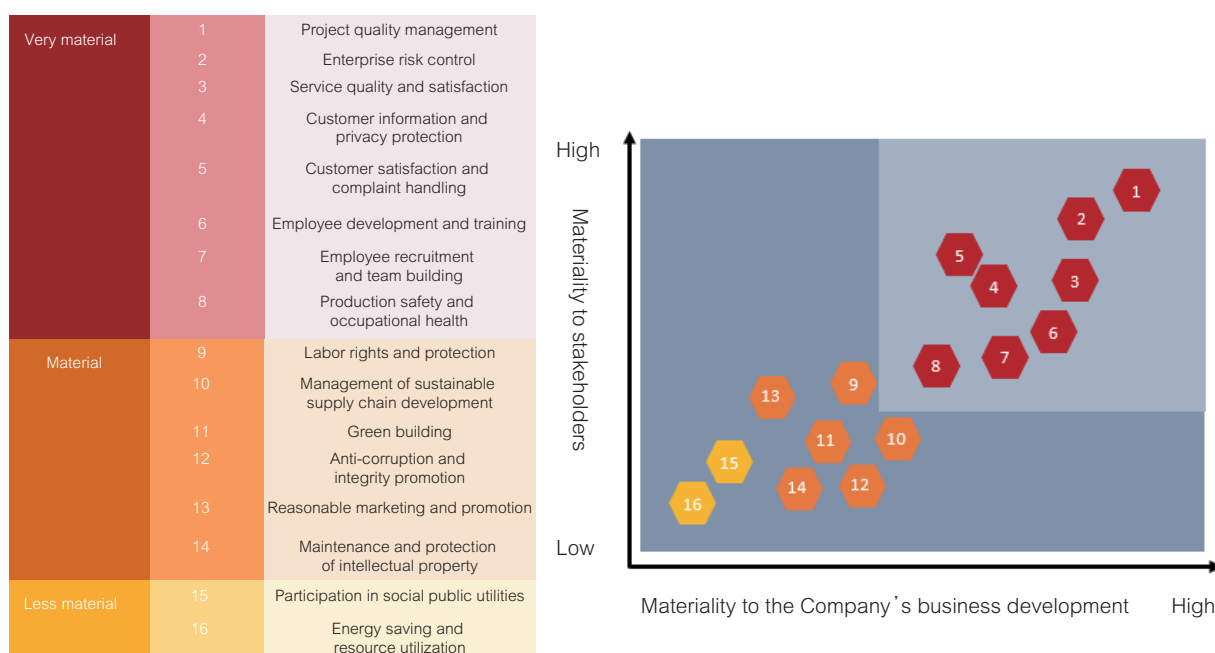 Very material
1 Project quality management
2 Enterprise risk control
3 Service quality and satisfaction
4 Customer information and
privacy protection
5 Customer satisfaction and
complaint handling
6 Employee development and training
7 Employee recruitment
and team building
8 Production safety and
occupational health
Material
9 Labor rights and protection
10 Management of sustainable
supply chain development
11 Green building
12 Anti-corruption and
integrity promotion
13 Reasonable marketing and promotion
14 Maintenance and protection
of intellectual property
Less material
15 Participation in social public utilities
16 Energy saving and
resource utilization
High
Materiality to stakeholders
Low
1
2
5
4
3
6
7
8
9
13
11
10
15
14
12
16
Materiality to the Company's business development
High